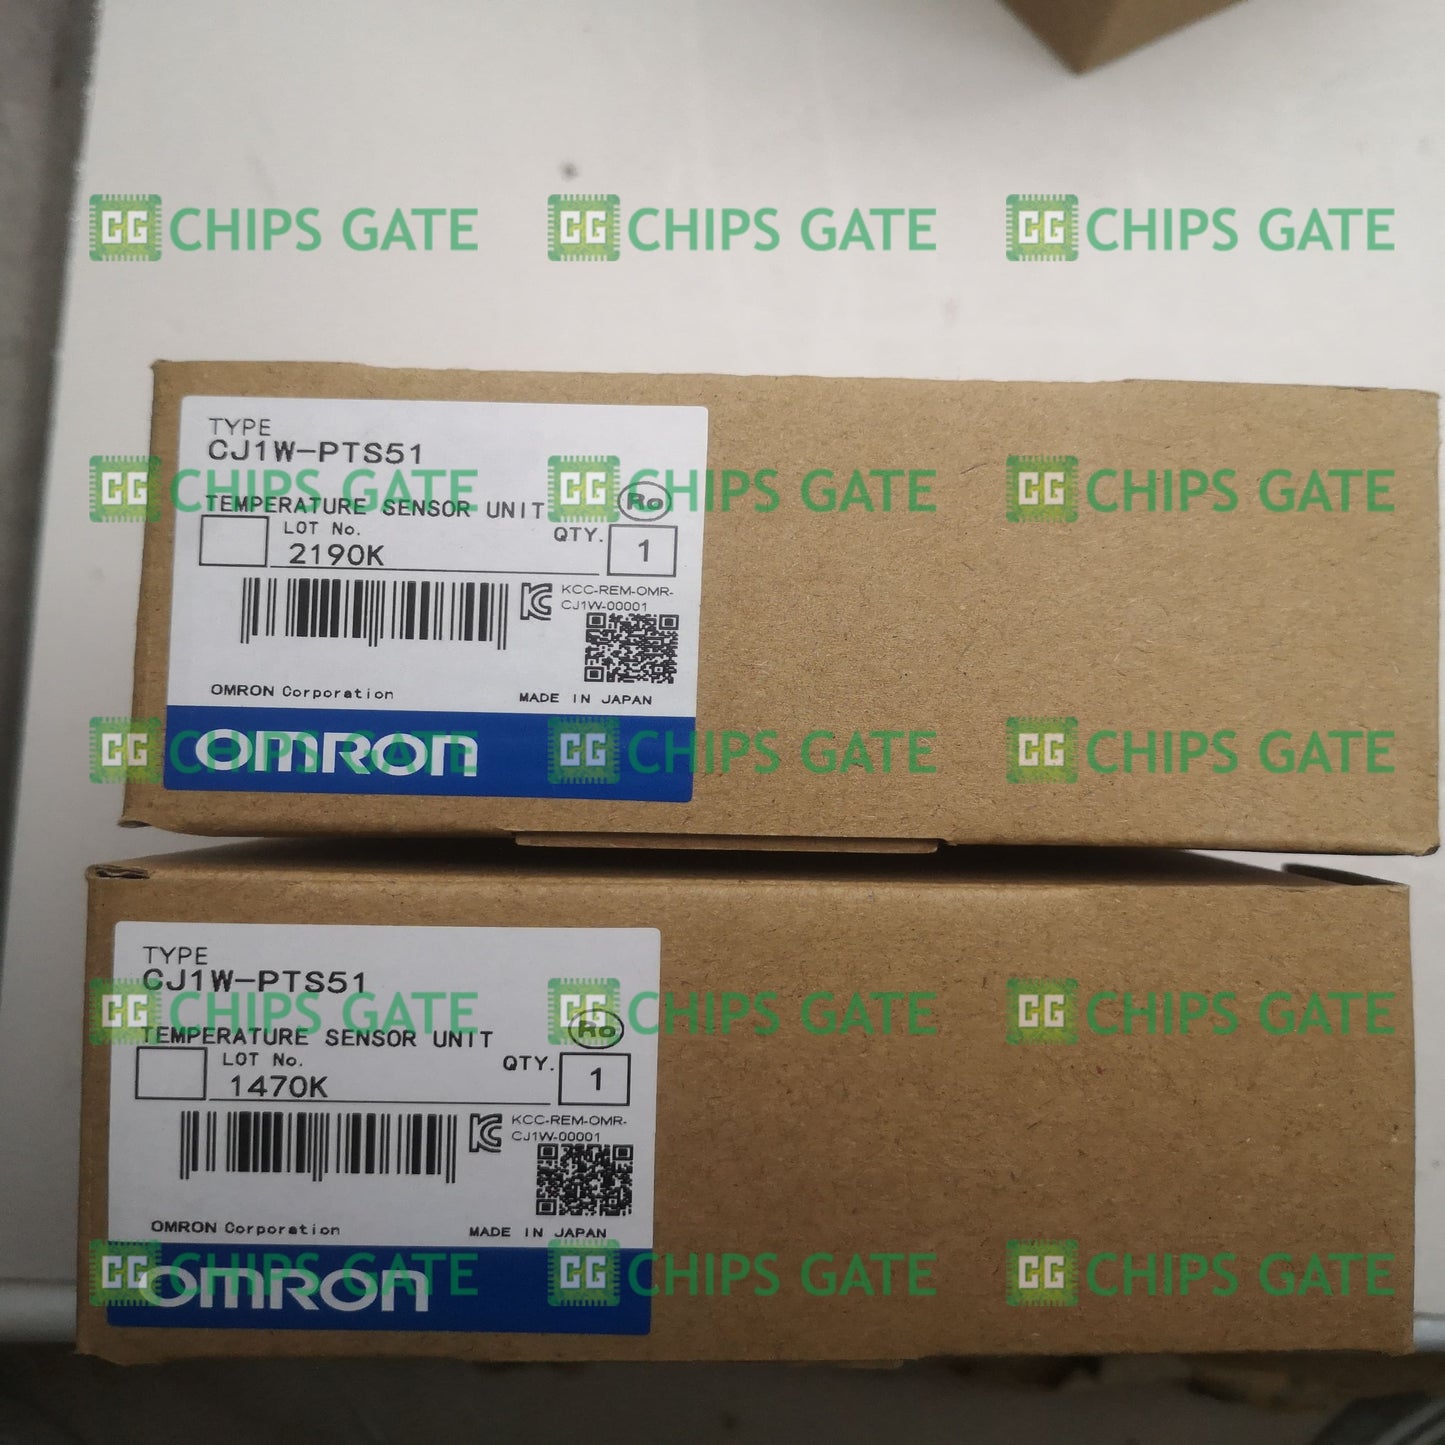 CG CHIPS GATE CG CHIPS GATE CG CHIPS GATE
TYPE
CJ1W-PTS51
CG CHIPS GATE CG CHIPS GATE CG CHIPS GATE
TEMPERATURE SENSOR UNIT Ro
LOT No. QTY.
2190K 1
KCC-REM-OMR-
CJ1W-00001
OMRON Corporation MADE IN JAPAN
OMRON
CG CHIPS GATE CG CHIPS GATE CG CHIPS GATE
TYPE
CJ1W-PTS51
CG CHIPS GATE CG CHIPS GATE CG CHIPS GATE
TEMPERATURE SENSOR UNIT Ro
LOT No. QTY.
1470K 1
KCC-REM-OMR-
CJ1W-00001
OMRON Corporation MADE IN JAPAN
OMRON
CG CHIPS GATE CG CHIPS GATE CG CHIPS GATE